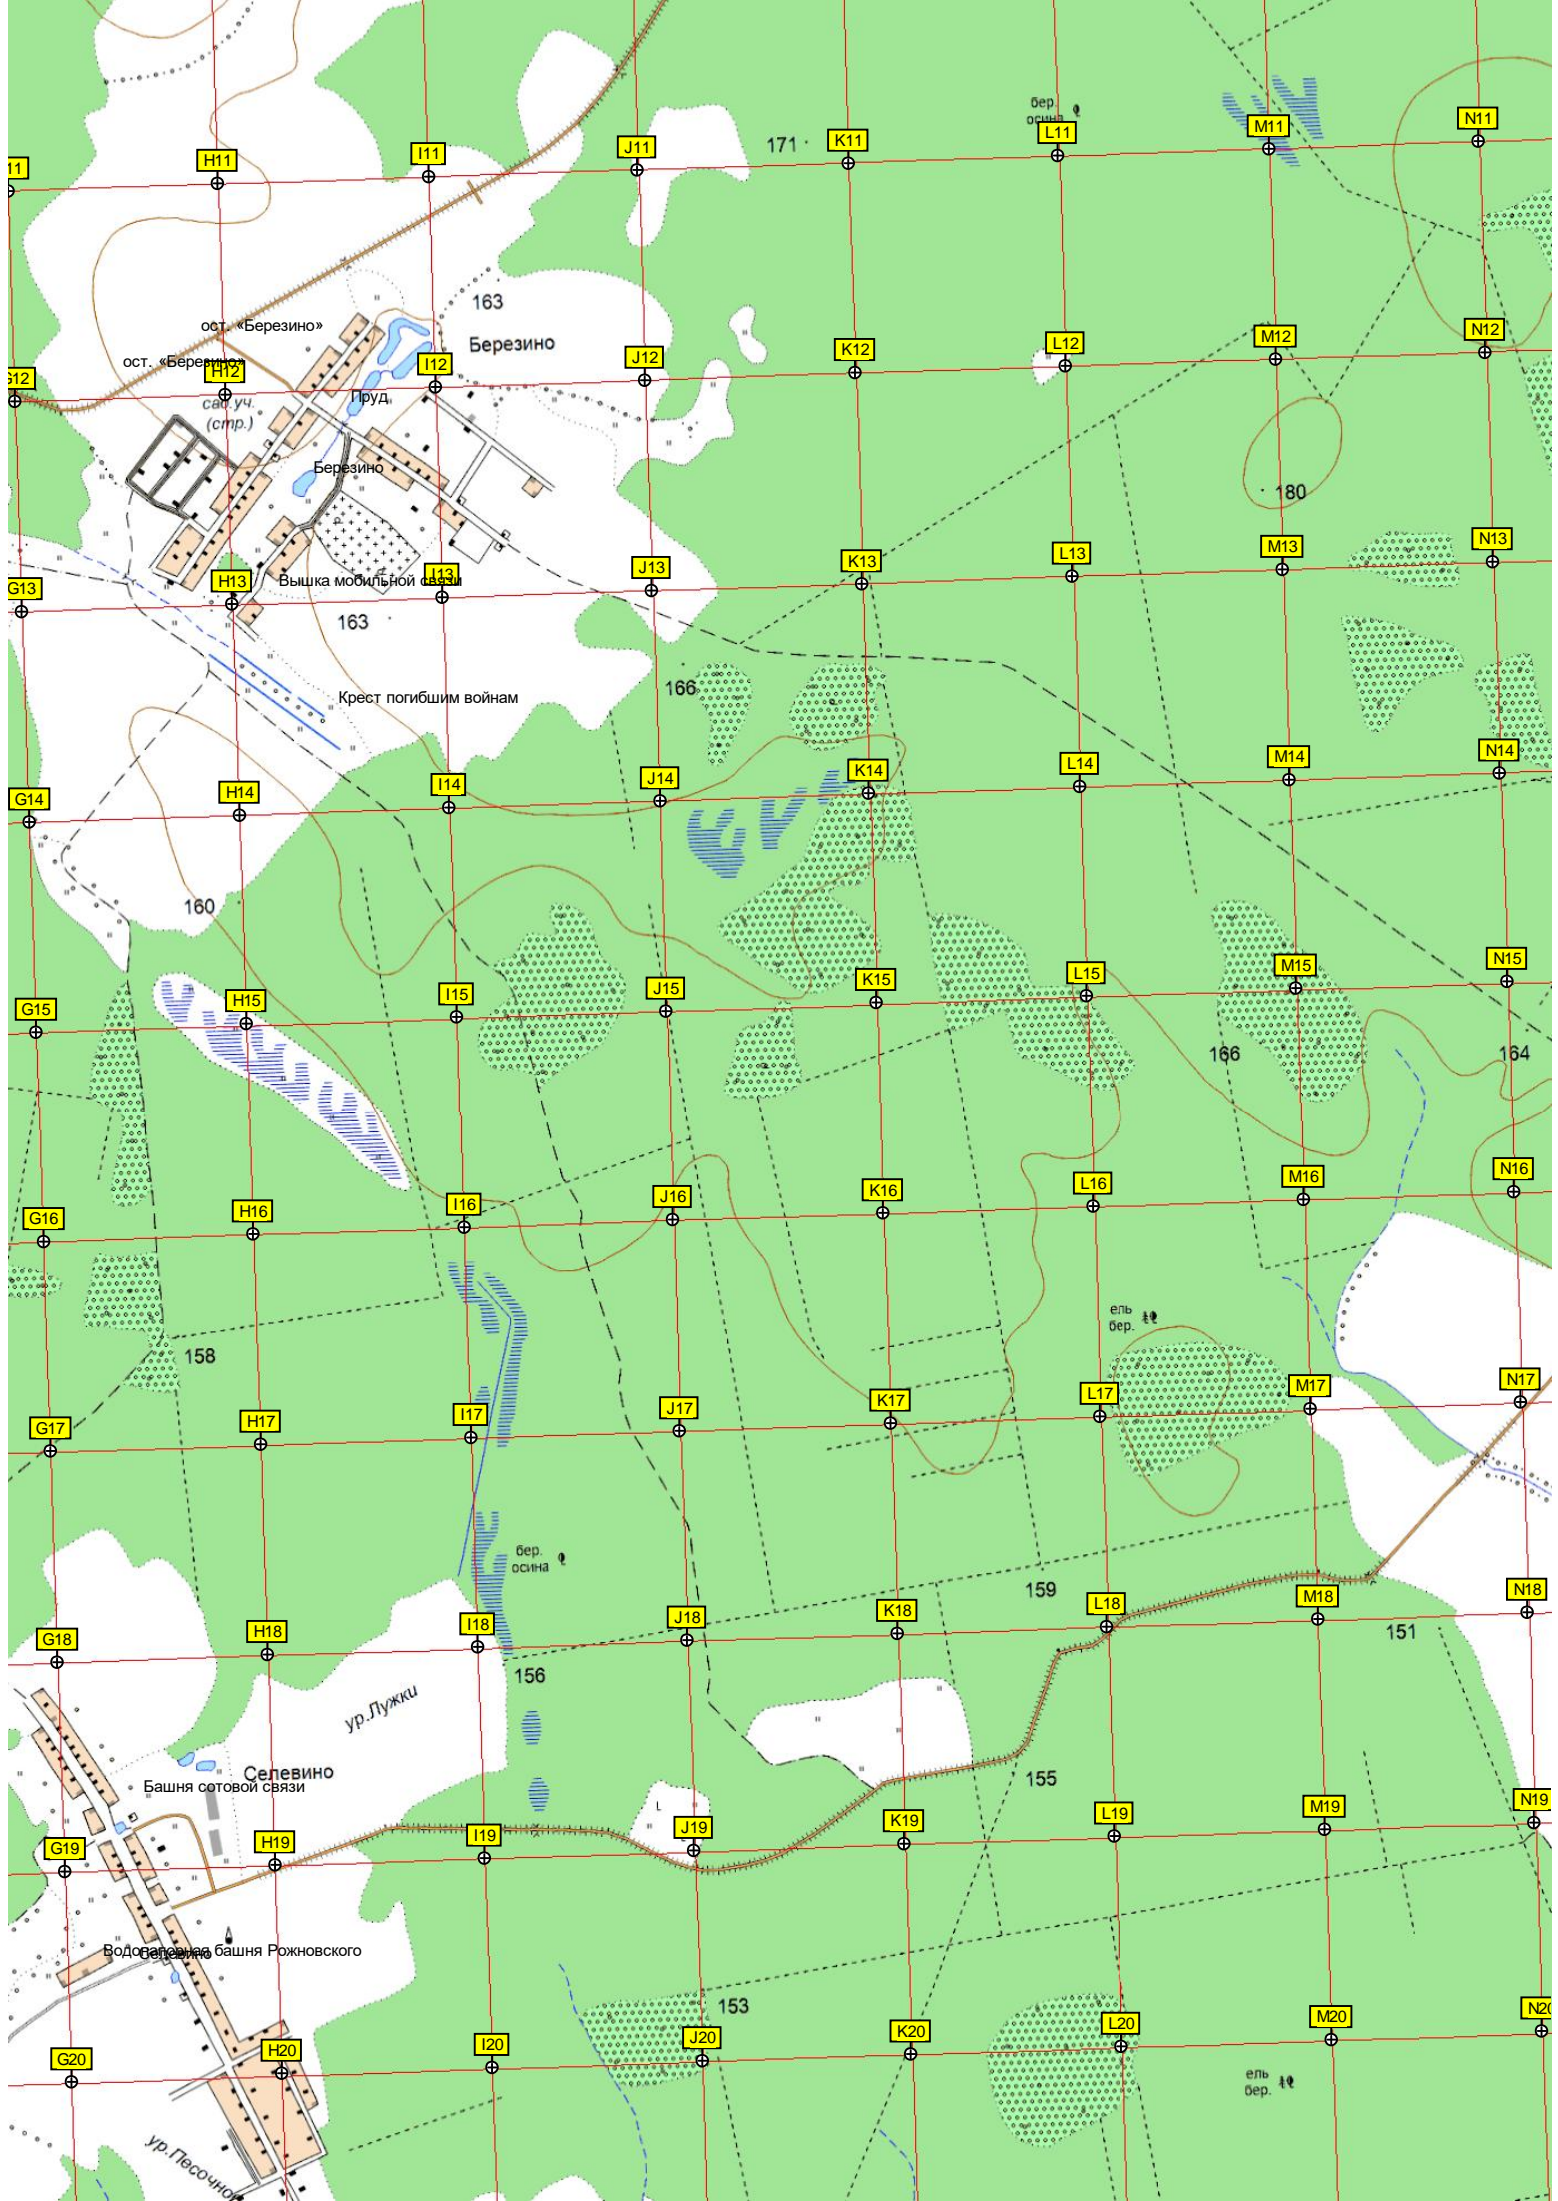 бер.
осина
N11
M11
L11
K11
171
J11
I11
H11
11
163
ост. «Березино»
Березино
N12
M12
L12
K12
J12
I12
ост. «Березино»
H12
G12
Пруд
сад.уч.
(стр.)
Березино
180
N13
M13
L13
K13
J13
I13
Вышка мобильной связи
H13
G13
163
166
Крест погибшим войнам
N14
M14
L14
K14
J14
I14
H14
G14
160
N15
M15
L15
K15
J15
I15
H15
G15
166
164
N16
M16
L16
K16
J16
I16
H16
G16
ель
бер.
158
N17
M17
L17
K17
J17
I17
H17
G17
бер.
осина
159
N18
M18
L18
K18
J18
I18
H18
G18
151
156
ур.Лужки
Селевино
155
Башня сотовой связи
N19
M19
L19
K19
J19
I19
H19
G19
Водонапорная башня Рожновского
Селевино
153
N20
M20
L20
K20
J20
I20
H20
G20
ель
бер.
ур.Песочно